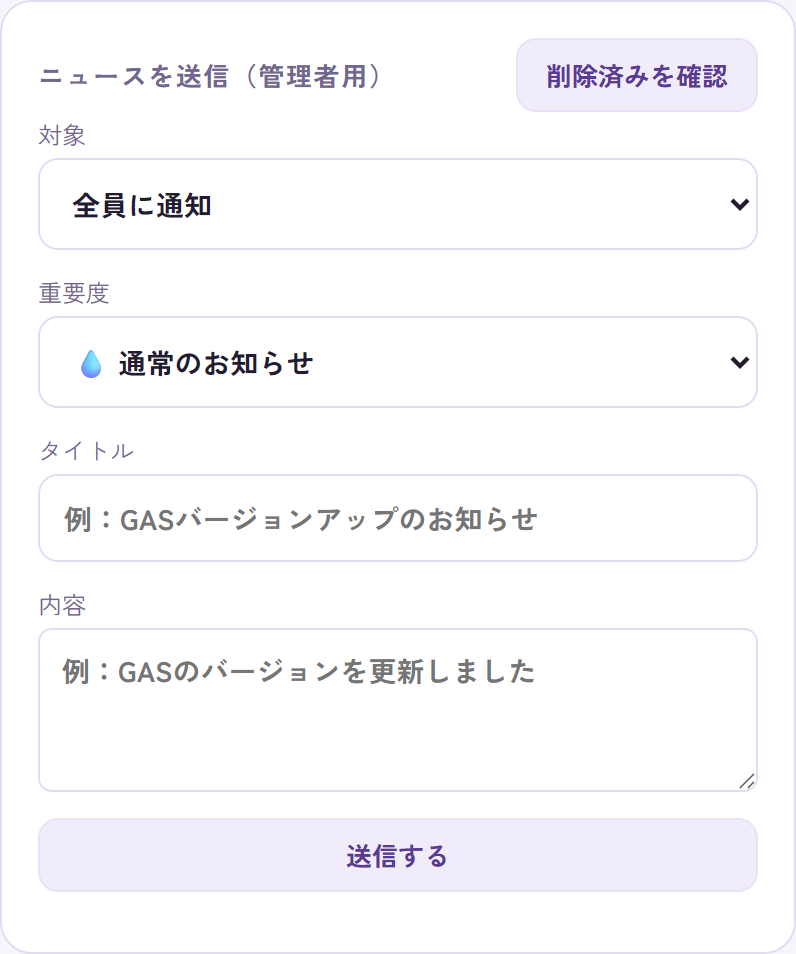 ニュースを送信（管理者用）
削除済みを確認
対象
全員に通知
重要度
💧 通常のお知らせ
タイトル
例：GASバージョンアップのお知らせ
内容
例：GASのバージョンを更新しました
送信する